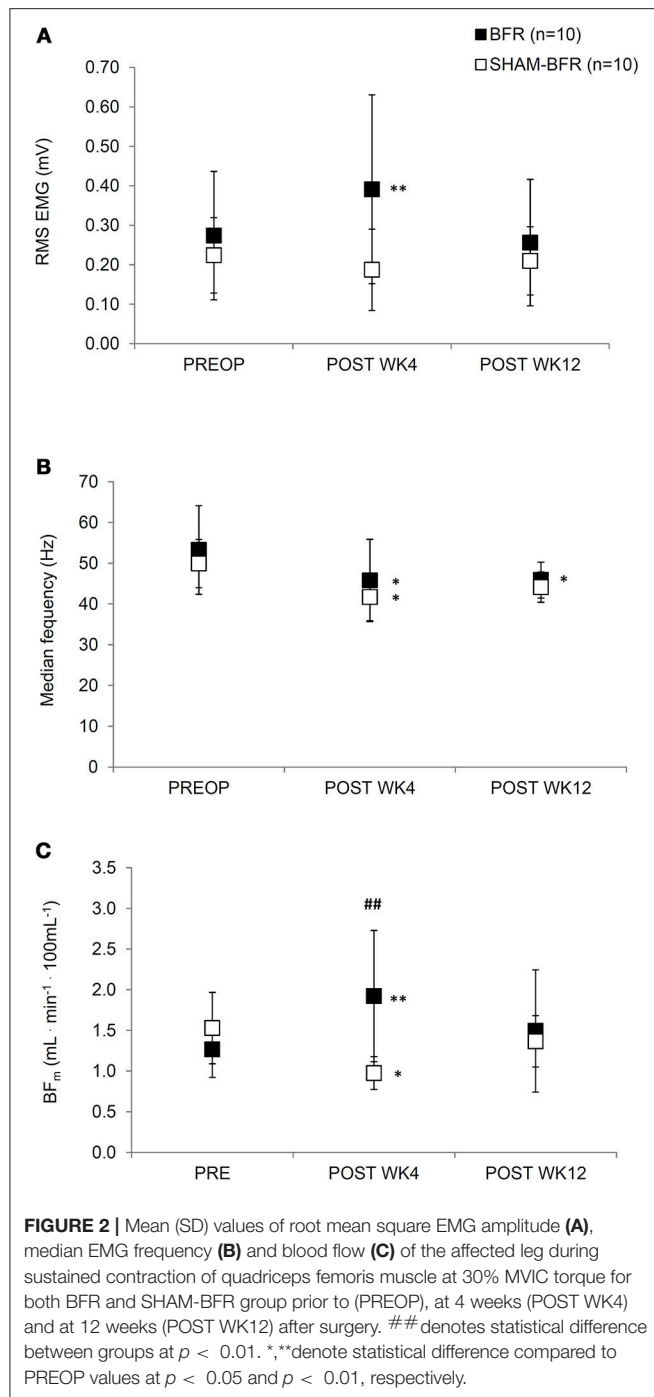 A
■ BFR (n=10)
□ SHAM-BFR (n=10)
RMS EMG (mV)
0.70
0.60
0.50
0.40
0.30
0.20
0.10
0.00
**
PREOP POST WK4 POST WK12
B
Median fequency (Hz)
70
60
50
40
30
20
10
0
*
*
*
PREOP POST WK4 POST WK12
C
BFm (mL · min-1 · 100mL-1)
3.5
3.0
2.5
2.0
1.5
1.0
0.5
0.0
##
**
*
PRE POST WK4 POST WK12
FIGURE 2 | Mean (SD) values of root mean square EMG amplitude (A),
median EMG frequency (B) and blood flow (C) of the affected leg during
sustained contraction of quadriceps femoris muscle at 30% MVIC torque for
both BFR and SHAM-BFR group prior to (PREOP), at 4 weeks (POST WK4)
and at 12 weeks (POST WK12) after surgery. ##denotes statistical difference
between groups at p < 0.01. *,**denote statistical difference compared to
PREOP values at p < 0.05 and p < 0.01, respectively.